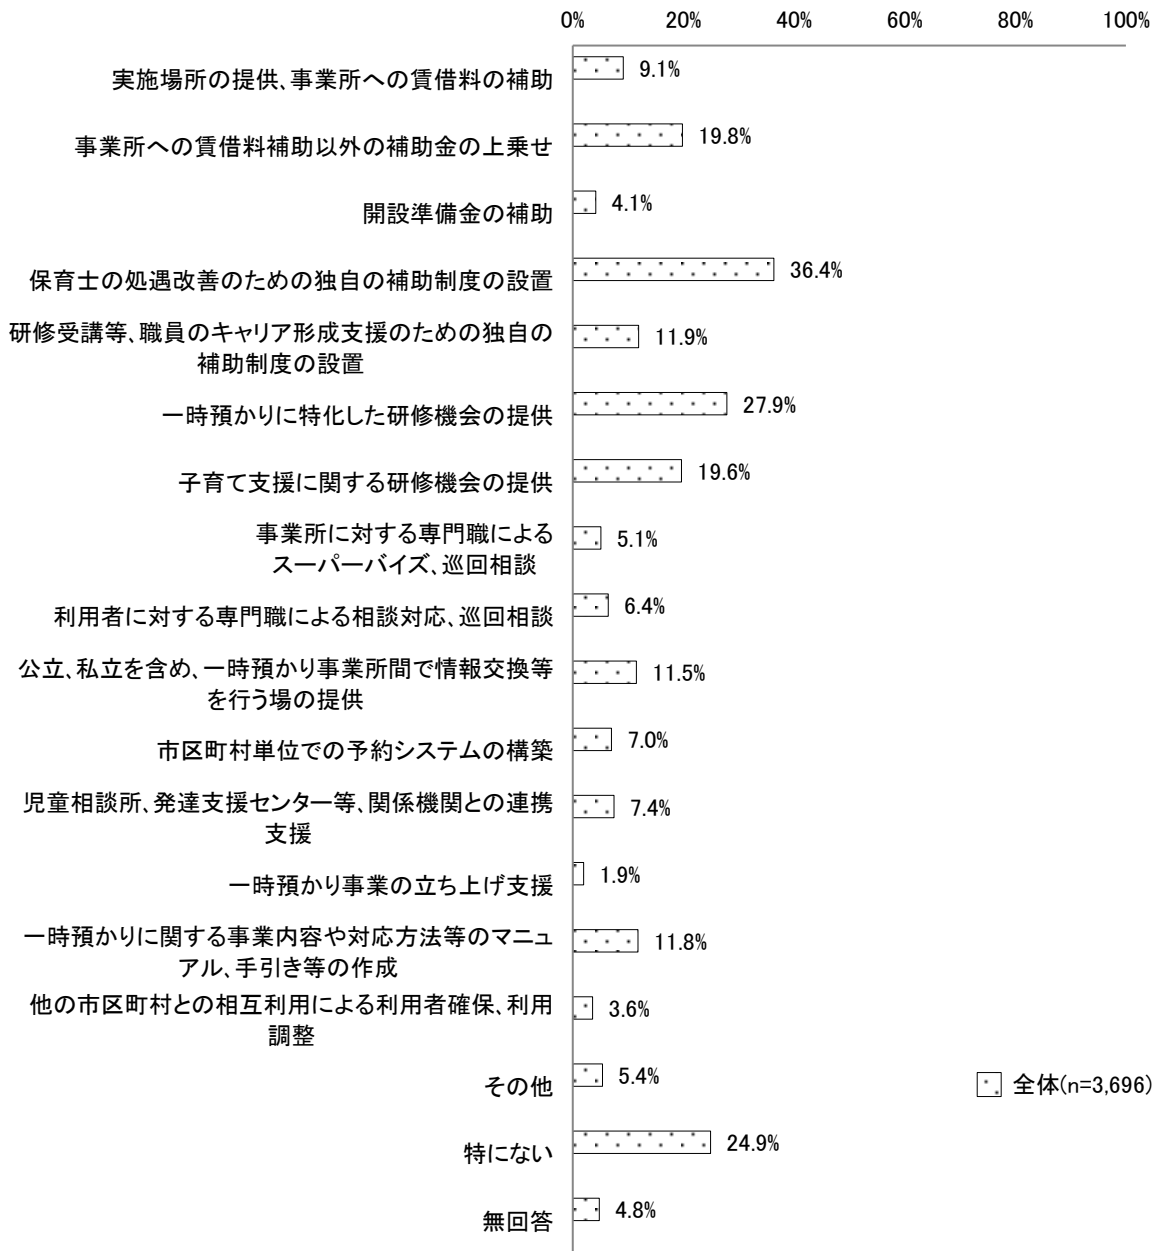 0% 20% 40% 60% 80% 100%
実施場所の提供、事業所への賃借料の補助 9.1%
事業所への賃借料補助以外の補助金の上乗せ 19.8%
開設準備金の補助 4.1%
保育士の処遇改善のための独自の補助制度の設置 36.4%
研修受講等、職員のキャリア形成支援のための独自の
補助制度の設置 11.9%
一時預かりに特化した研修機会の提供 27.9%
子育て支援に関する研修機会の提供 19.6%
事業所に対する専門職による
スーパーバイズ、巡回相談 5.1%
利用者に対する専門職による相談対応、巡回相談 6.4%
公立、私立を含め、一時預かり事業所間で情報交換等
を行う場の提供 11.5%
市区町村単位での予約システムの構築 7.0%
児童相談所、発達支援センター等、関係機関との連携
支援 7.4%
一時預かり事業の立ち上げ支援 1.9%
一時預かりに関する事業内容や対応方法等のマニュ
アル、手引き等の作成 11.8%
他の市区町村との相互利用による利用者確保、利用
調整 3.6%
その他 5.4%
全体(n=3,696)
特にない 24.9%
無回答 4.8%